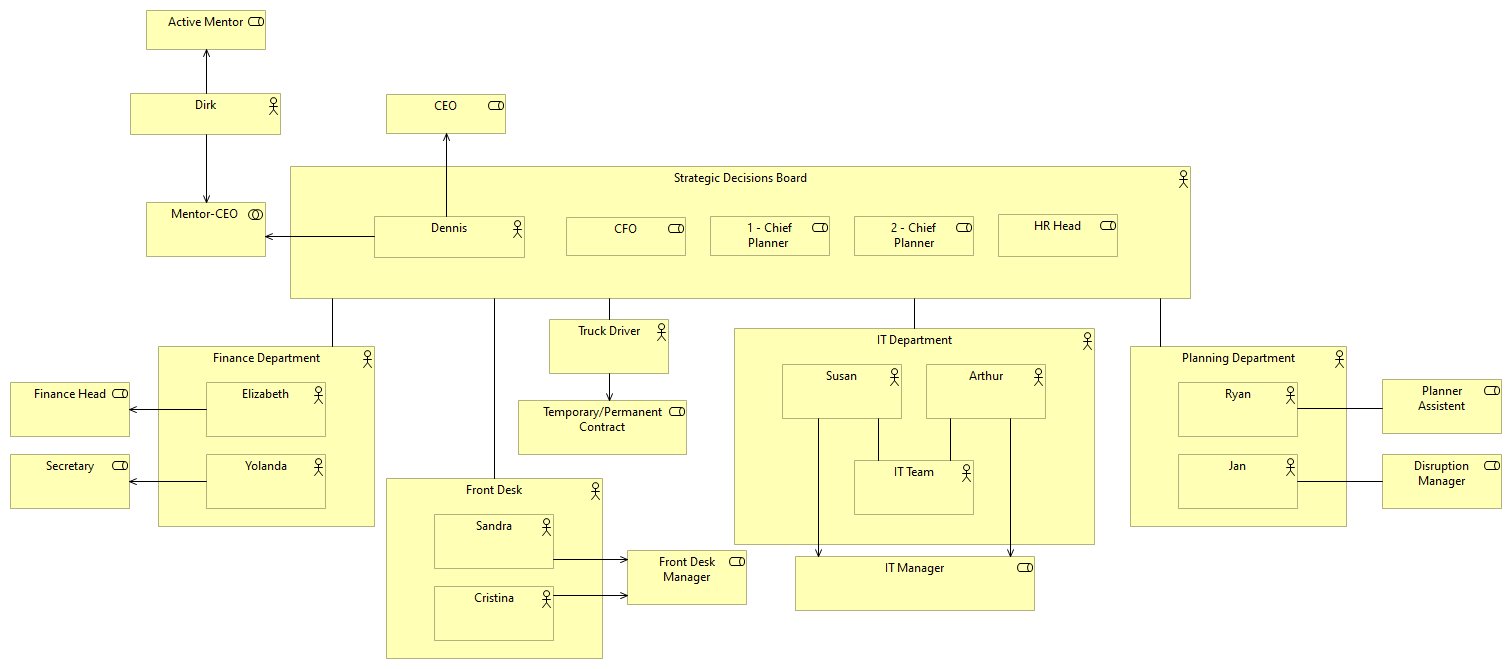 Active Mentor
Dirk
CEO
Strategic Decisions Board
Mentor-CEO
Dennis
CFO
1 - Chief
Planner
2 - Chief
Planner
HR Head
Truck Driver
Temporary/Permanent
Contract
Finance Department
Finance Head
Elizabeth
Secretary
Yolanda
Front Desk
Sandra
Cristina
Front Desk
Manager
IT Department
Susan
Arthur
IT Team
IT Manager
Planning Department
Ryan
Planner
Assistent
Jan
Disruption
Manager